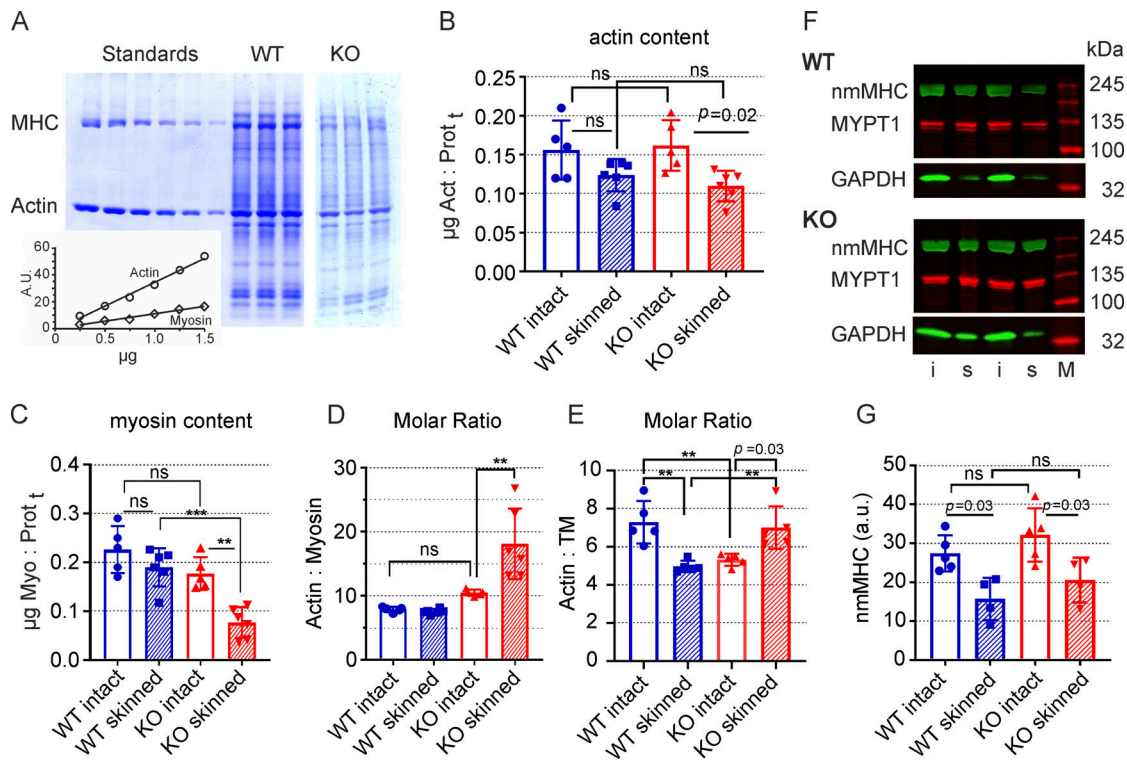 A
Standards
WT
KO
MHC
Actin
A.U.
60
40
20
0
Actin
Myosin
0
0.5
1.0
1.5
µg
B
actin content
µg Act : Prot t
0.25
0.20
0.15
0.10
0.05
0.00
ns
ns
ns
p=0.02
WT intact
WT skinned
KO intact
KO skinned
F
kDa
WT
nmMHC
245
MYPT1
135
100
GAPDH
32
KO
nmMHC
245
MYPT1
135
100
GAPDH
32
i s i s M
C
myosin content
µg Myo : Prot t
0.4
0.3
0.2
0.1
0.0
ns
ns
***
**
WT intact
WT skinned
KO intact
KO skinned
D
Molar Ratio
Actin : Myosin
30
20
10
0
ns
**
WT intact
WT skinned
KO intact
KO skinned
E
Molar Ratio
Actin : TM
10
8
6
4
2
0
**
p=0.03
**
**
WT intact
WT skinned
KO intact
KO skinned
G
nmMHC (a.u.)
50
40
30
20
10
0
ns
ns
p=0.03
p=0.03
WT intact
WT skinned
KO intact
KO skinned